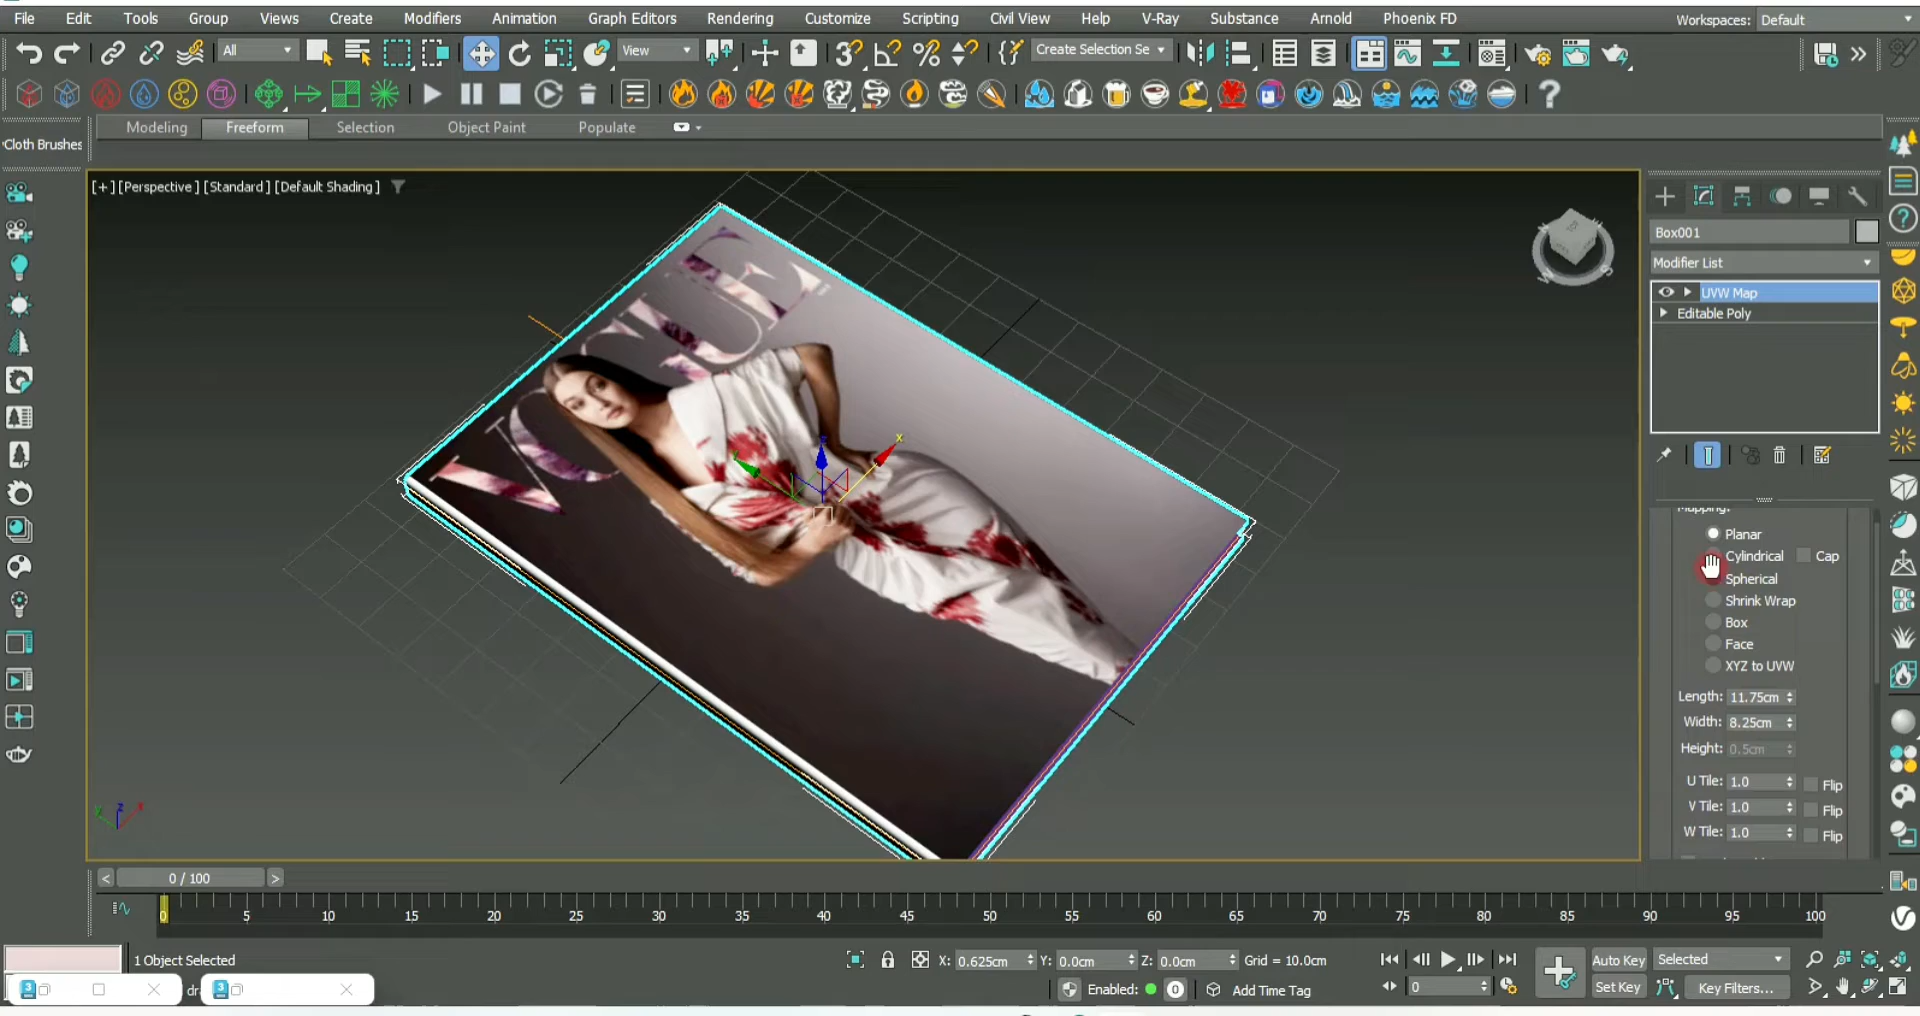 File Edit Tools Group Views Create Modifiers Animation Graph Editors Rendering Customize Scripting Civil View Help V-Ray Substance Arnold Phoenix FD Workspaces: Default
All View Create Selection Se
Modeling Freeform Selection Object Paint Populate
Cloth Brushes
[+] [Perspective] [Standard] [Default Shading]
VOGUE
Box001
Modifier List
UVW Map
Editable Poly
Mapping:
Planar
Cylindrical Cap
Spherical
Shrink Wrap
Box
Face
XYZ to UVW
Length: 11.75cm
Width: 8.25cm
Height: 0.5cm
U Tile: 1.0 Flip
V Tile: 1.0 Flip
W Tile: 1.0 Flip
< 0 / 100 >
0 5 10 15 20 25 30 35 40 45 50 55 60 65 70 75 80 85 90 95 100
1 Object Selected X: 0.625cm Y: 0.0cm Z: 0.0cm Grid = 10.0cm Auto Key Selected
Enabled: 0 Add Time Tag 0 Set Key Key Filters...